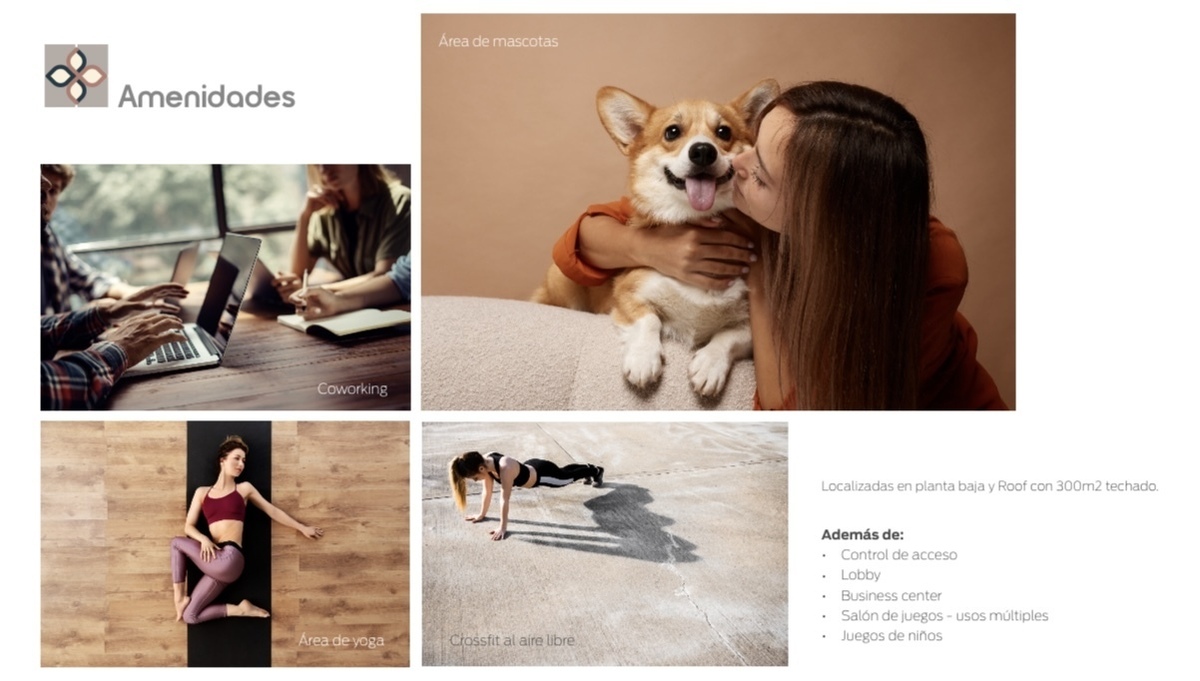 Amenidades
Área de mascotas
Coworking
Área de yoga
Crossfit al aire libre
Localizadas en planta baja y Roof con 300m2 techado.
Además de:
• Control de acceso
• Lobby
• Business center
• Salón de juegos - usos múltiples
• Juegos de niños